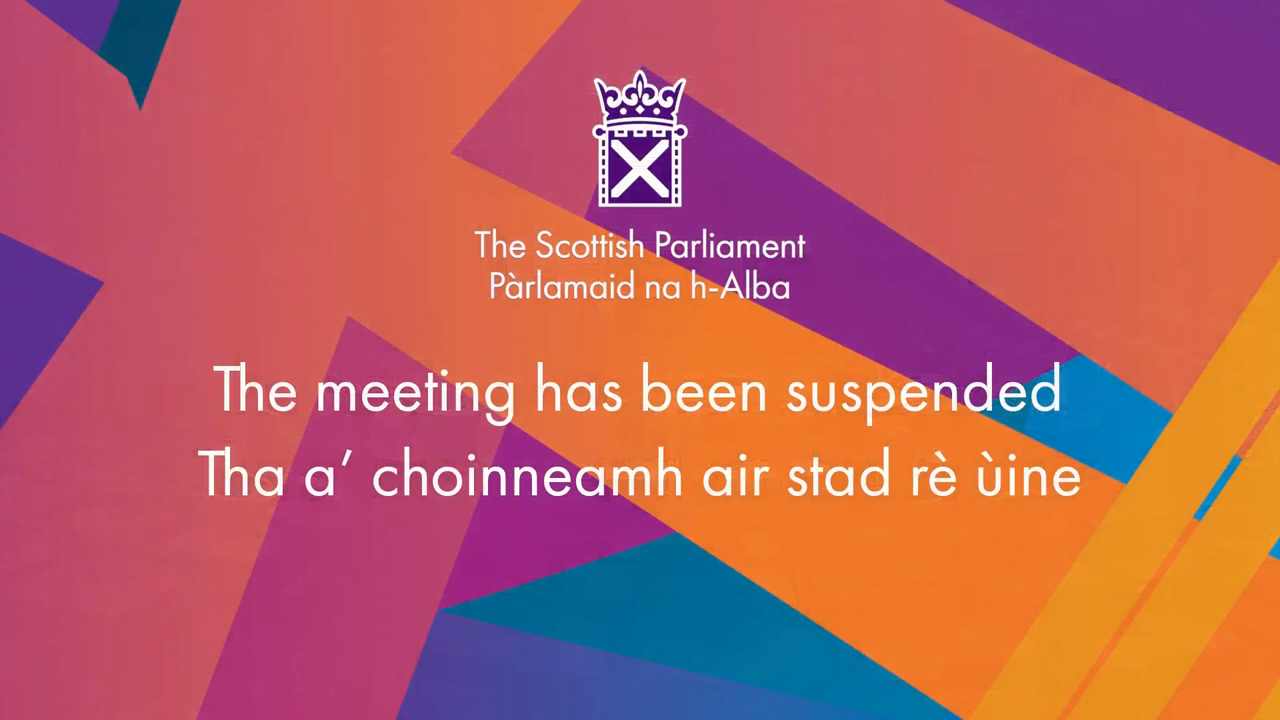 The Scottish Parliament
Pàrlamaid na h-Alba
The meeting has been suspended
Tha a’ choinneamh air stad rè ùine